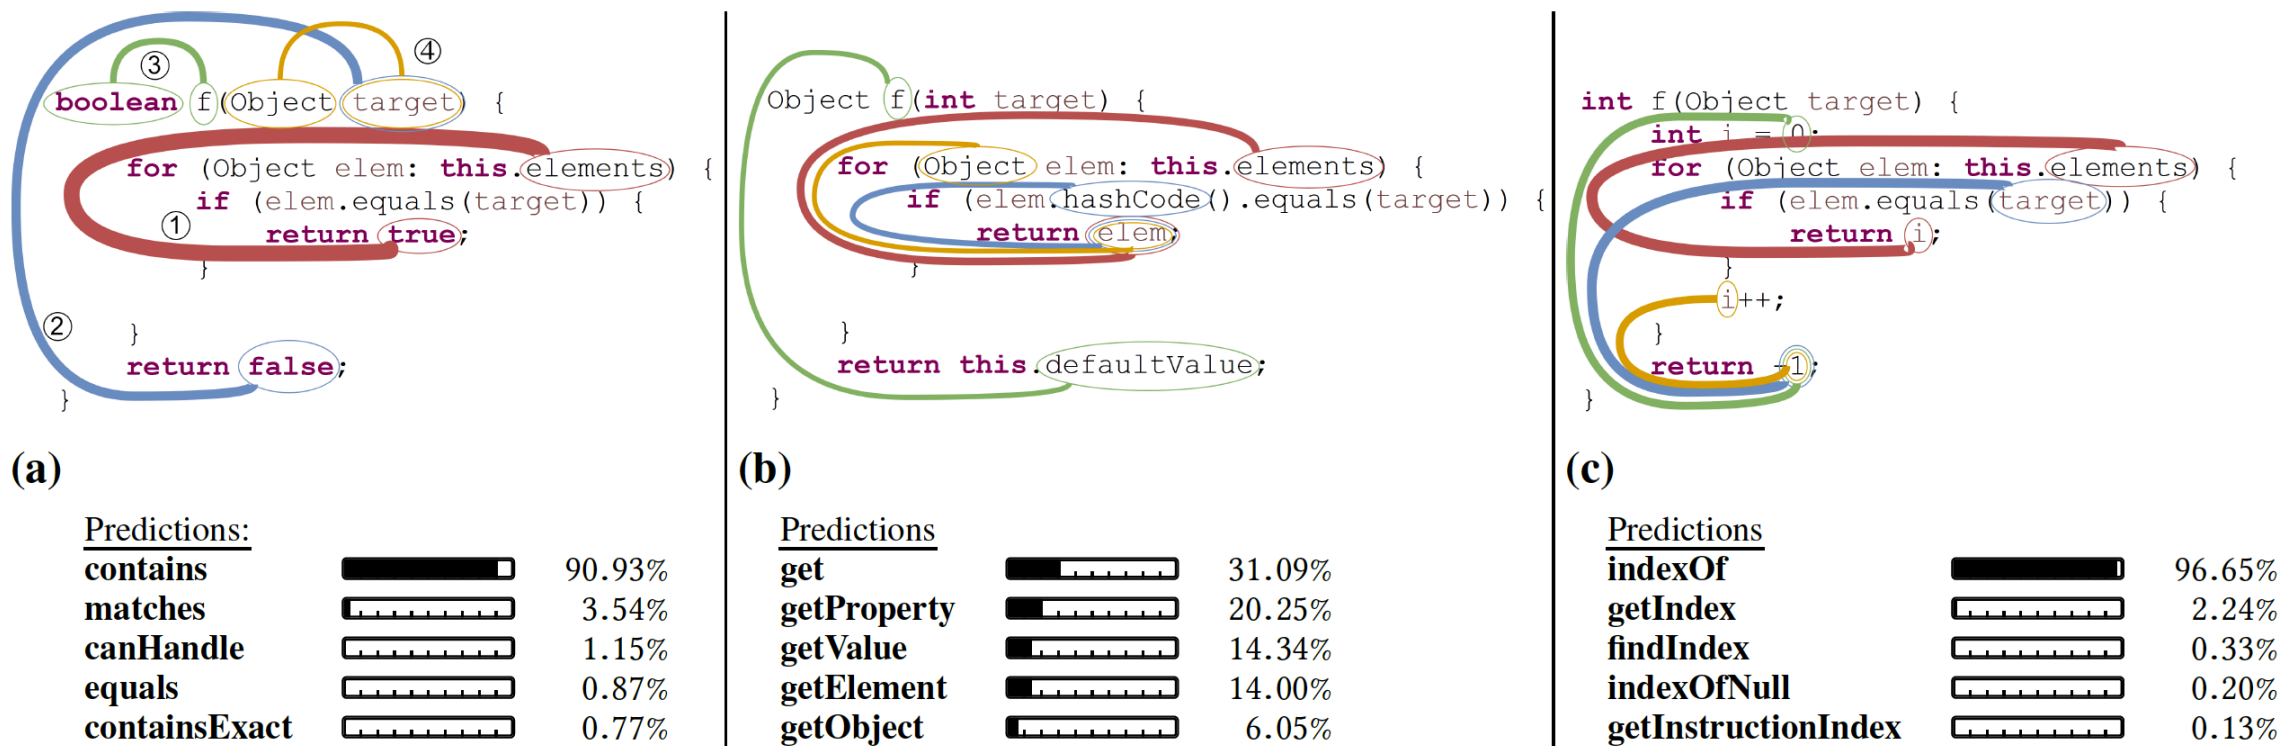 ③
④
boolean f(Object target) {
for (Object elem: this.elements) {
if (elem.equals(target)) {
①
return true;
}
②
}
return false;
}
(a)
Predictions:
contains 90.93%
matches 3.54%
canHandle 1.15%
equals 0.87%
containsExact 0.77%
Object f(int target) {
for (Object elem: this.elements) {
if (elem.hashCode().equals(target)) {
return elem;
}
}
return this.defaultValue;
}
(b)
Predictions
get 31.09%
getProperty 20.25%
getValue 14.34%
getElement 14.00%
getObject 6.05%
int f(Object target) {
int i = 0;
for (Object elem: this.elements) {
if (elem.equals(target)) {
return i;
}
i++;
}
return -1;
}
(c)
Predictions
indexOf 96.65%
getIndex 2.24%
findIndex 0.33%
indexOfNull 0.20%
getInstructionIndex 0.13%